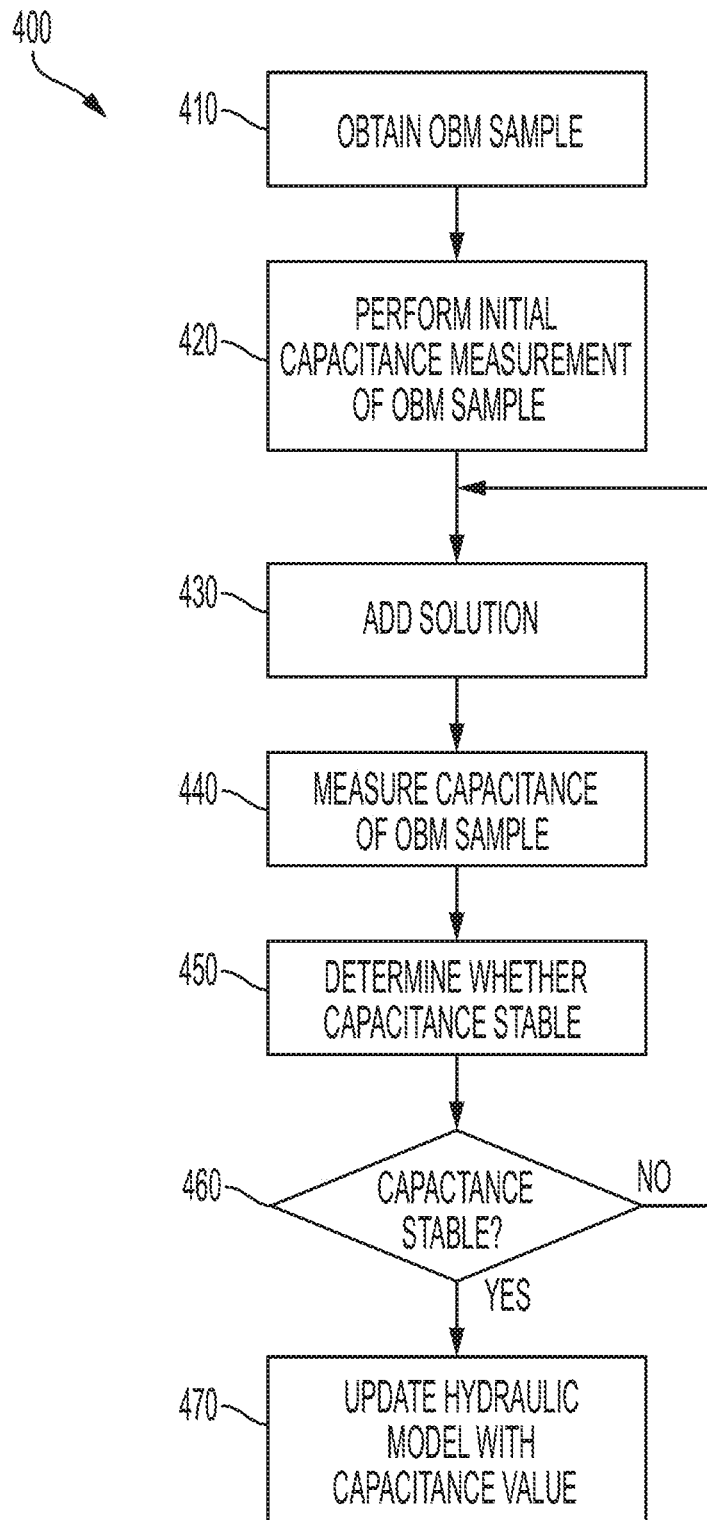 400
410
OBTAIN OBM SAMPLE
420
PERFORM INITIAL
CAPACITANCE MEASUREMENT
OF OBM SAMPLE
430
ADD SOLUTION
440
MEASURE CAPACITANCE
OF OBM SAMPLE
450
DETERMINE WHETHER
CAPACITANCE STABLE
460
CAPACTANCE
STABLE?
NO
YES
470
UPDATE HYDRAULIC
MODEL WITH
CAPACITANCE VALUE